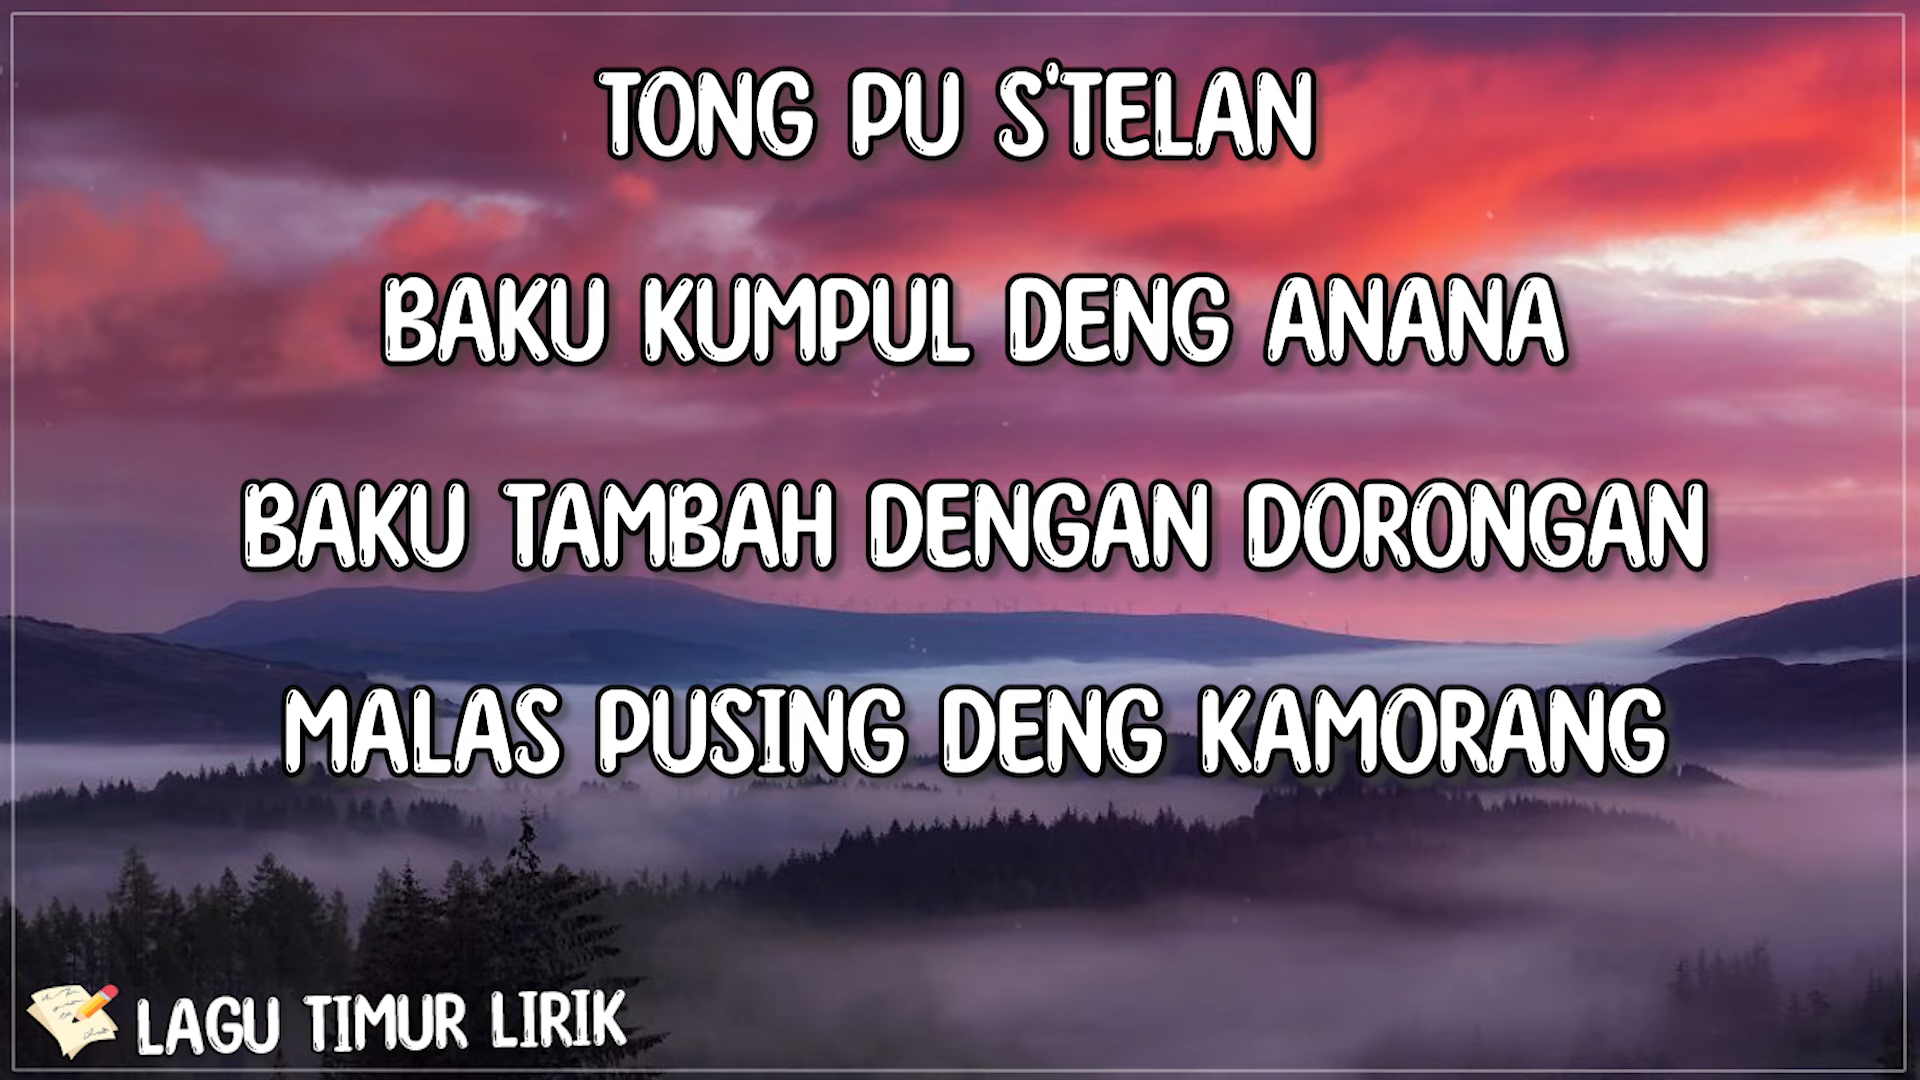 TONG PU S'TELAN
BAKU KUMPUL DENG ANANA
BAKU TAMBAH DENGAN DORONGAN
MALAS PUSING DENG KAMORANG
LAGU TIMUR LIRIK